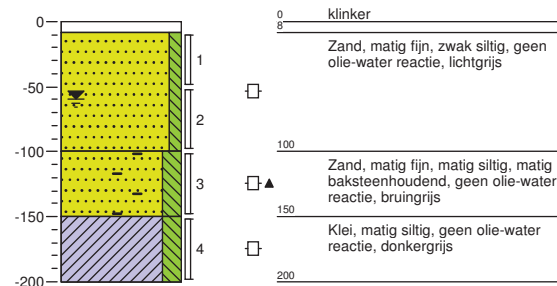 0
-50
-100
-150
-200
1
2
3
4
0
klinker
8
Zand, matig fijn, zwak siltig, geen
olie-water reactie, lichtgrijs
100
Zand, matig fijn, matig siltig, matig
baksteenhoudend, geen olie-water
reactie, bruingrijs
150
Klei, matig siltig, geen olie-water
reactie, donkergrijs
200